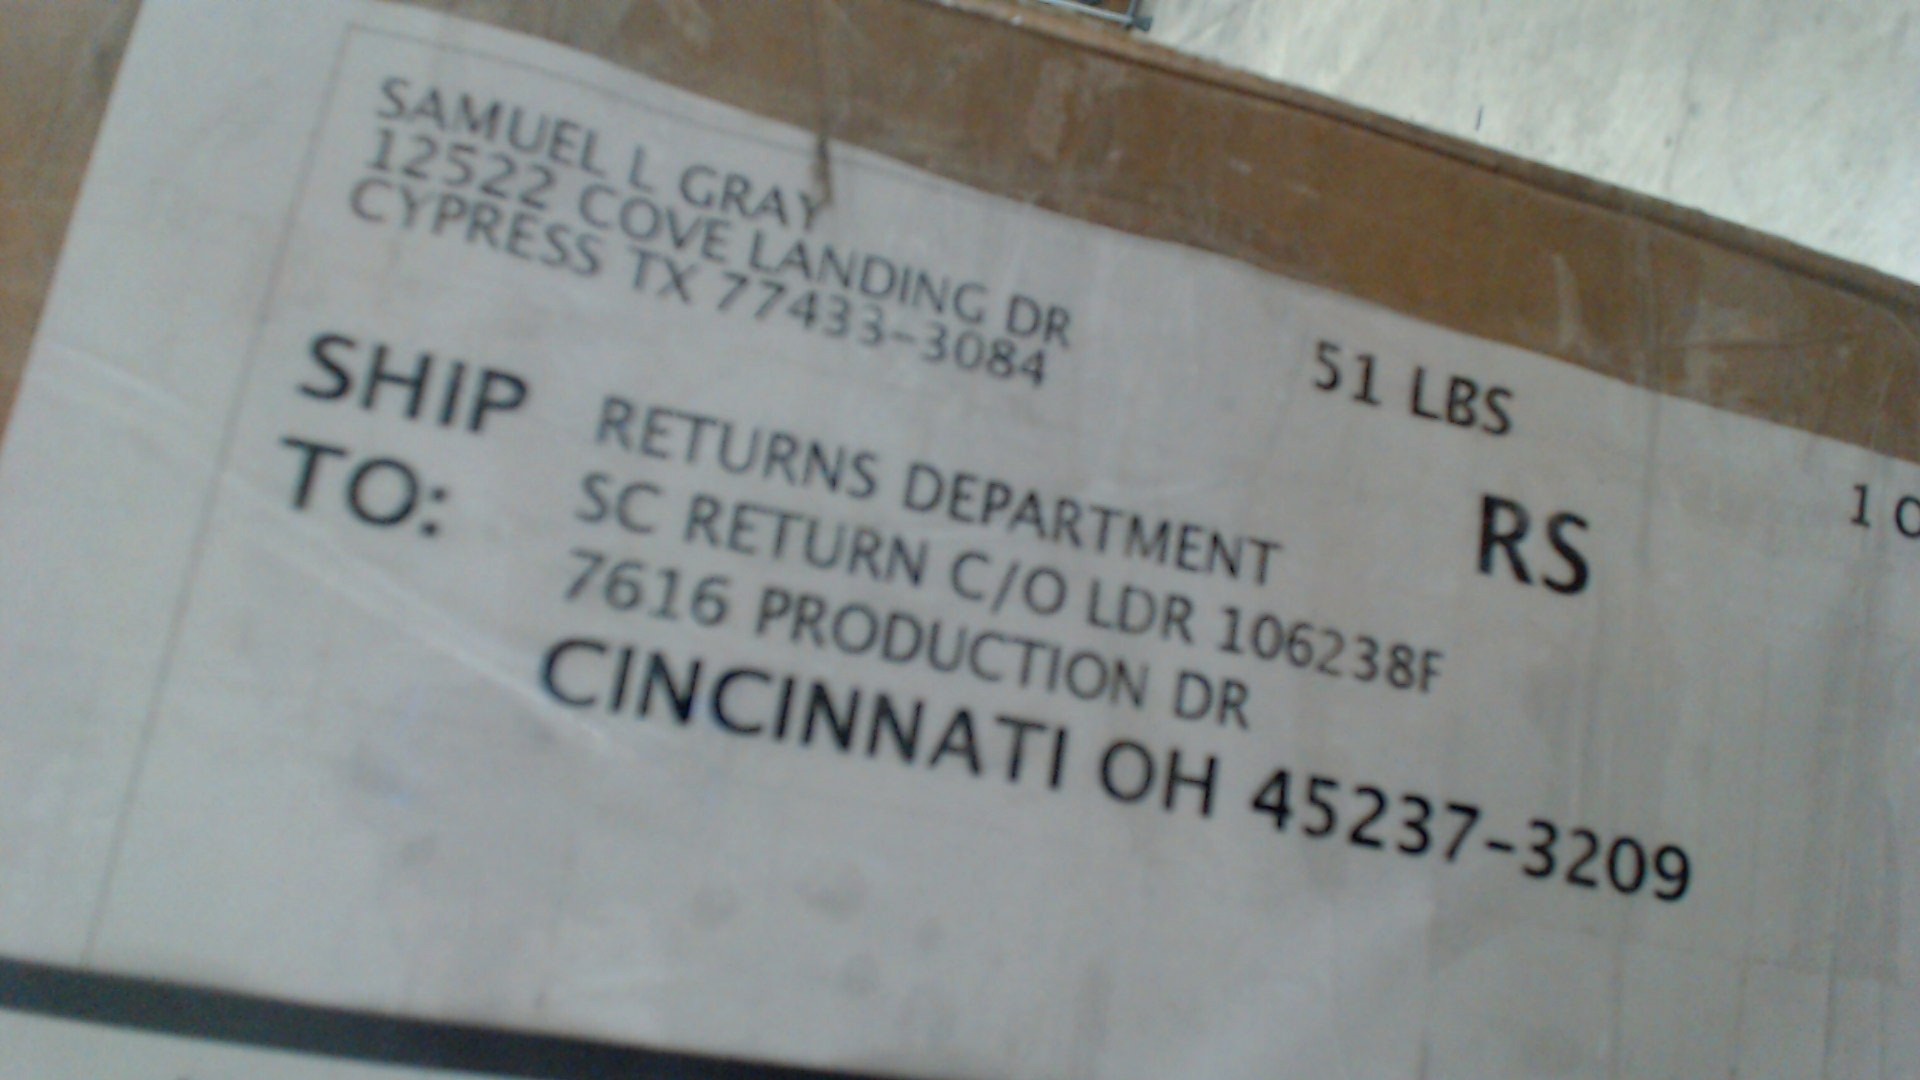 SAMUEL L GRAY
12522 COVE LANDING DR
CYPRESS TX 77433-3084
51 LBS
1 O
SHIP TO:
RETURNS DEPARTMENT
RS
SC RETURN C/O LDR 106238F
7616 PRODUCTION DR
CINCINNATI OH 45237-3209